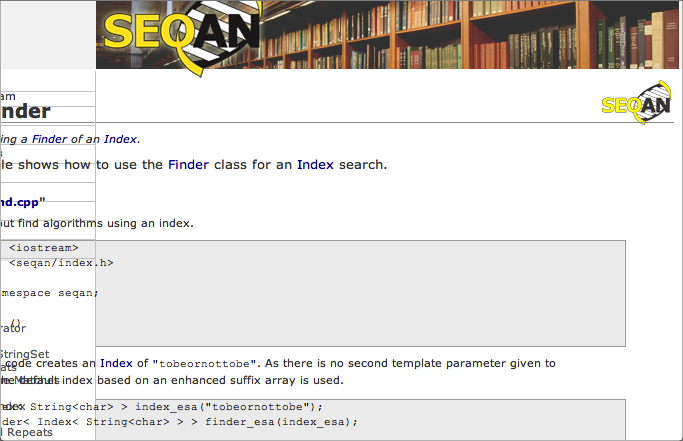 SEQAN
SEQAN
am
nder
ing a Finder of an Index.
le shows how to use the Finder class for an Index search.
nd.cpp"
out find algorithms using an index.
<iostream>
<seqan/index.h>
mespace seqan;
()
rator
StringSet
code creates an Index of "tobeornottobe". As there is no second template parameter given to
ats
default index based on an enhanced suffix array is used.
dex< String<char> > index_esa("tobeornottobe");
der< Index< String<char> > > finder_esa(index_esa);
l Repeats